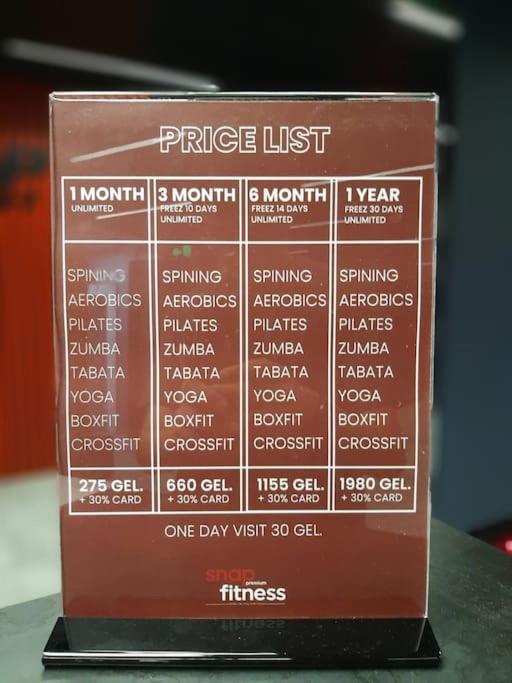 PRICE LIST
1 MONTH
UNLIMITED
3 MONTH
FREEZ 10 DAYS
UNLIMITED
6 MONTH
FREEZ 14 DAYS
UNLIMITED
1 YEAR
FREEZ 30 DAYS
UNLIMITED
SPINING
AEROBICS
PILATES
ZUMBA
TABATA
YOGA
BOXFIT
CROSSFIT
SPINING
AEROBICS
PILATES
ZUMBA
TABATA
YOGA
BOXFIT
CROSSFIT
SPINING
AEROBICS
PILATES
ZUMBA
TABATA
YOGA
BOXFIT
CROSSFIT
SPINING
AEROBICS
PILATES
ZUMBA
TABATA
YOGA
BOXFIT
CROSSFIT
275 GEL.
+ 30% CARD
660 GEL.
+ 30% CARD
1155 GEL.
+ 30% CARD
1980 GEL.
+ 30% CARD
ONE DAY VISIT 30 GEL.
snap
premium
fitness